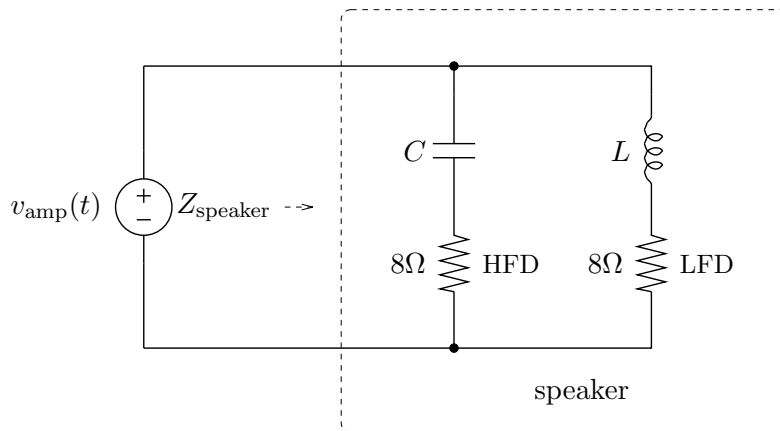 C
L
+
v_amp(t) Z_speaker
−
8Ω HFD 8Ω LFD
speaker